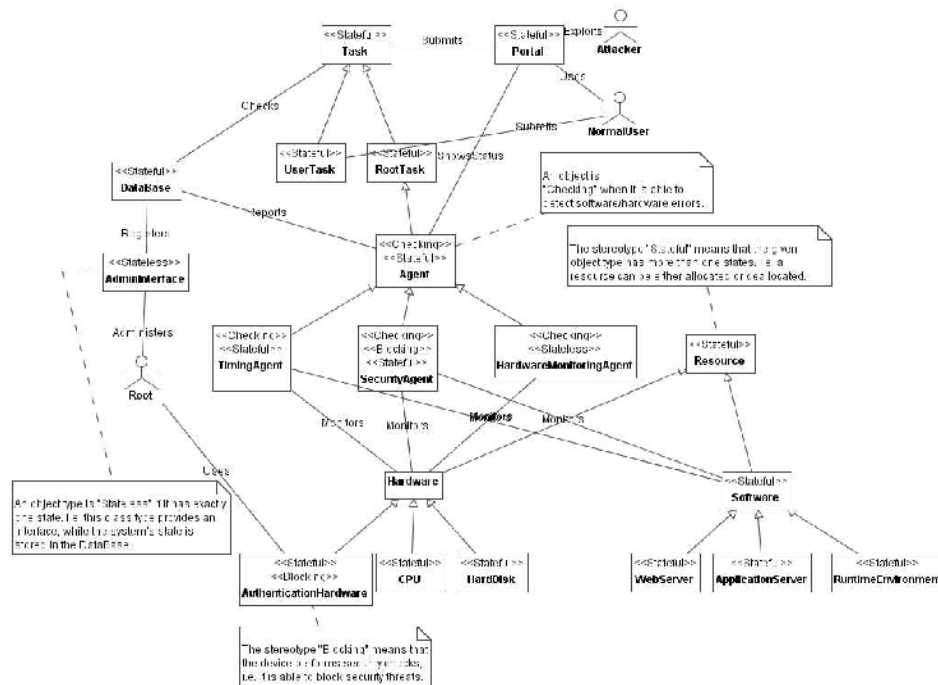 <<Stateful>>
Task
Submits
<<Stateful>>
Portal
Exploits
Attacker
Uses
NormalUser
Checks
Submits
<<Stateful>>
UserTask
<<Stateful>>
RootTask
ShowsStatus
<<Stateful>>
DataBase
Reports
An object is
"Checking" when it is able to
detect software/hardware errors.
Registers
<<Stateless>>
AdminInterface
<<Checking>>
<<Stateful>>
Agent
The stereotype "Stateful" means that the given
object type has more than one states. i.e. a
resource can be either allocated or deallocated.
Administers
Root
<<Checking>>
<<Stateful>>
TimingAgent
<<Checking>>
<<Blocking>>
<<Stateful>>
SecurityAgent
<<Checking>>
<<Stateless>>
HardwareMonitoringAgent
<<Stateful>>
Resource
Monitors
Monitors
Monitors
Monitors
Uses
Hardware
<<Stateful>>
Software
An object type is "Stateless" if it has exactly
one state. i.e. this class type provides an
interface, while the system's state is
stored in the DataBase.
<<Stateful>>
<<Blocking>>
AuthenticationHardware
<<Stateful>>
CPU
<<Stateful>>
HardDisk
<<Stateful>>
WebServer
<<Stateful>>
ApplicationServer
<<Stateful>>
RuntimeEnvironment
The stereotype "Blocking" means that
the device performs security checks,
i.e. it is able to block security threats.